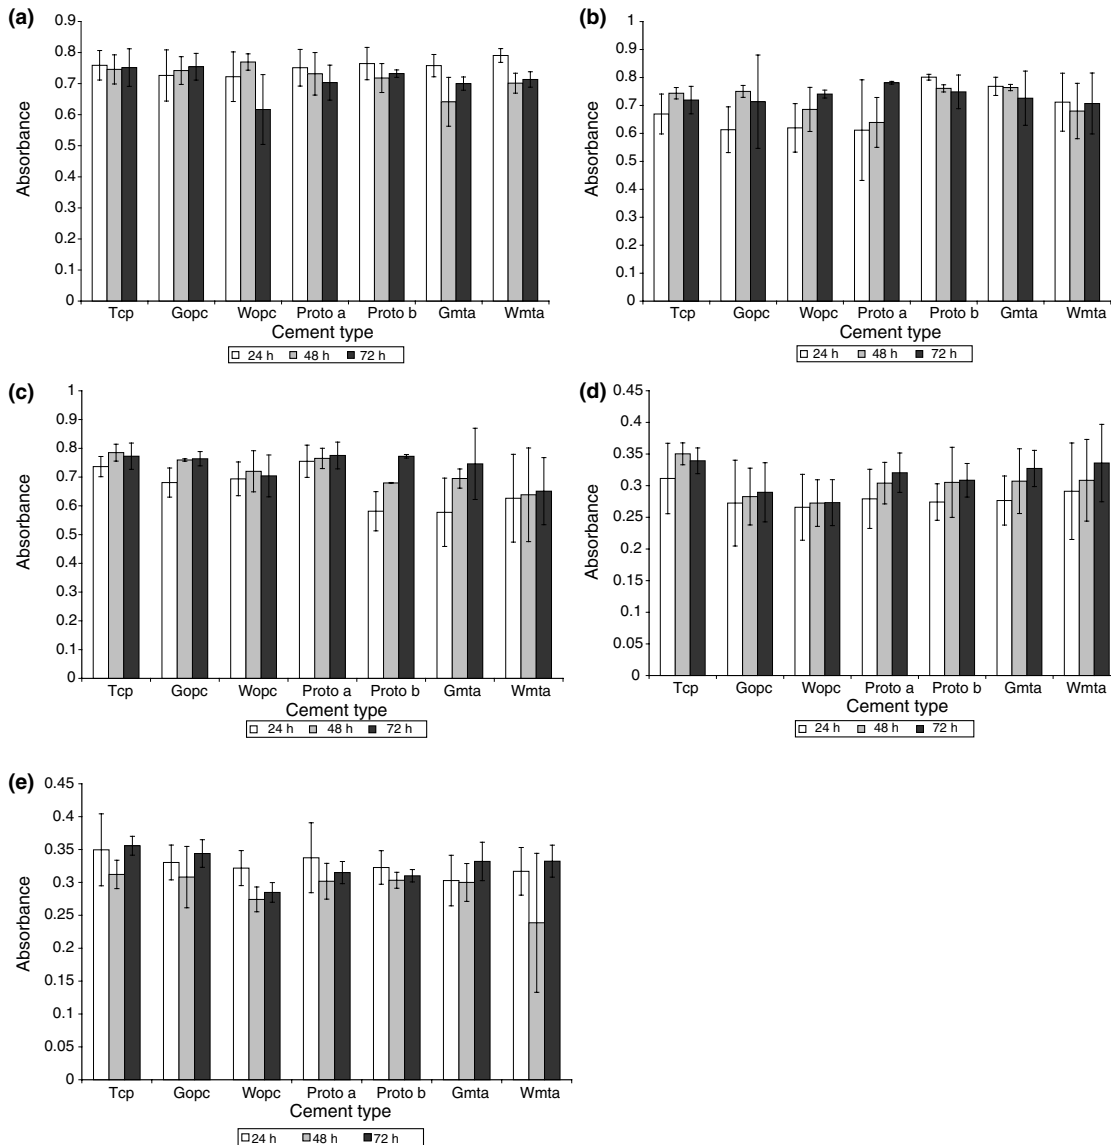 (a)
0.9
0.8
0.7
0.6
0.5
0.4
0.3
0.2
0.1
0
Absorbance
Tcp Gopc Wopc Proto a Proto b Gmta Wmta
Cement type
24 h 48 h 72 h
(b)
1
0.9
0.8
0.7
0.6
0.5
0.4
0.3
0.2
0.1
0
Absorbance
Tcp Gopc Wopc Proto a Proto b Gmta Wmta
Cement type
24 h 48 h 72 h
(c)
1
0.9
0.8
0.7
0.6
0.5
0.4
0.3
0.2
0.1
0
Absorbance
Tcp Gopc Wopc Proto a Proto b Gmta Wmta
Cement type
24 h 48 h 72 h
(d)
0.45
0.4
0.35
0.3
0.25
0.2
0.15
0.1
0.05
0
Absorbance
Tcp Gopc Wopc Proto a Proto b Gmta Wmta
Cement type
24 h 48 h 72 h
(e)
0.45
0.4
0.35
0.3
0.25
0.2
0.15
0.1
0.05
0
Absorbance
Tcp Gopc Wopc Proto a Proto b Gmta Wmta
Cement type
24 h 48 h 72 h